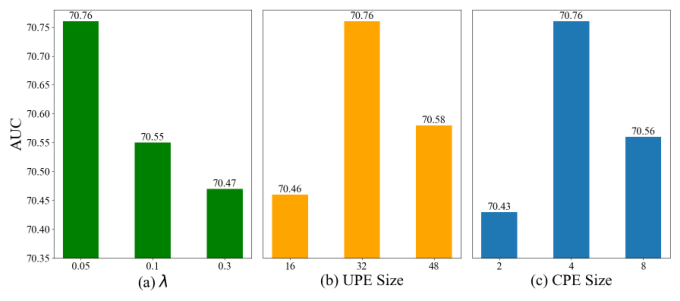 AUC
70.75
70.70
70.65
70.60
70.55
70.50
70.45
70.40
70.35
70.76
70.55
70.47
0.05 0.1 0.3
(a) λ
70.46
70.76
70.58
16 32 48
(b) UPE Size
70.43
70.76
70.56
2 4 8
(c) CPE Size